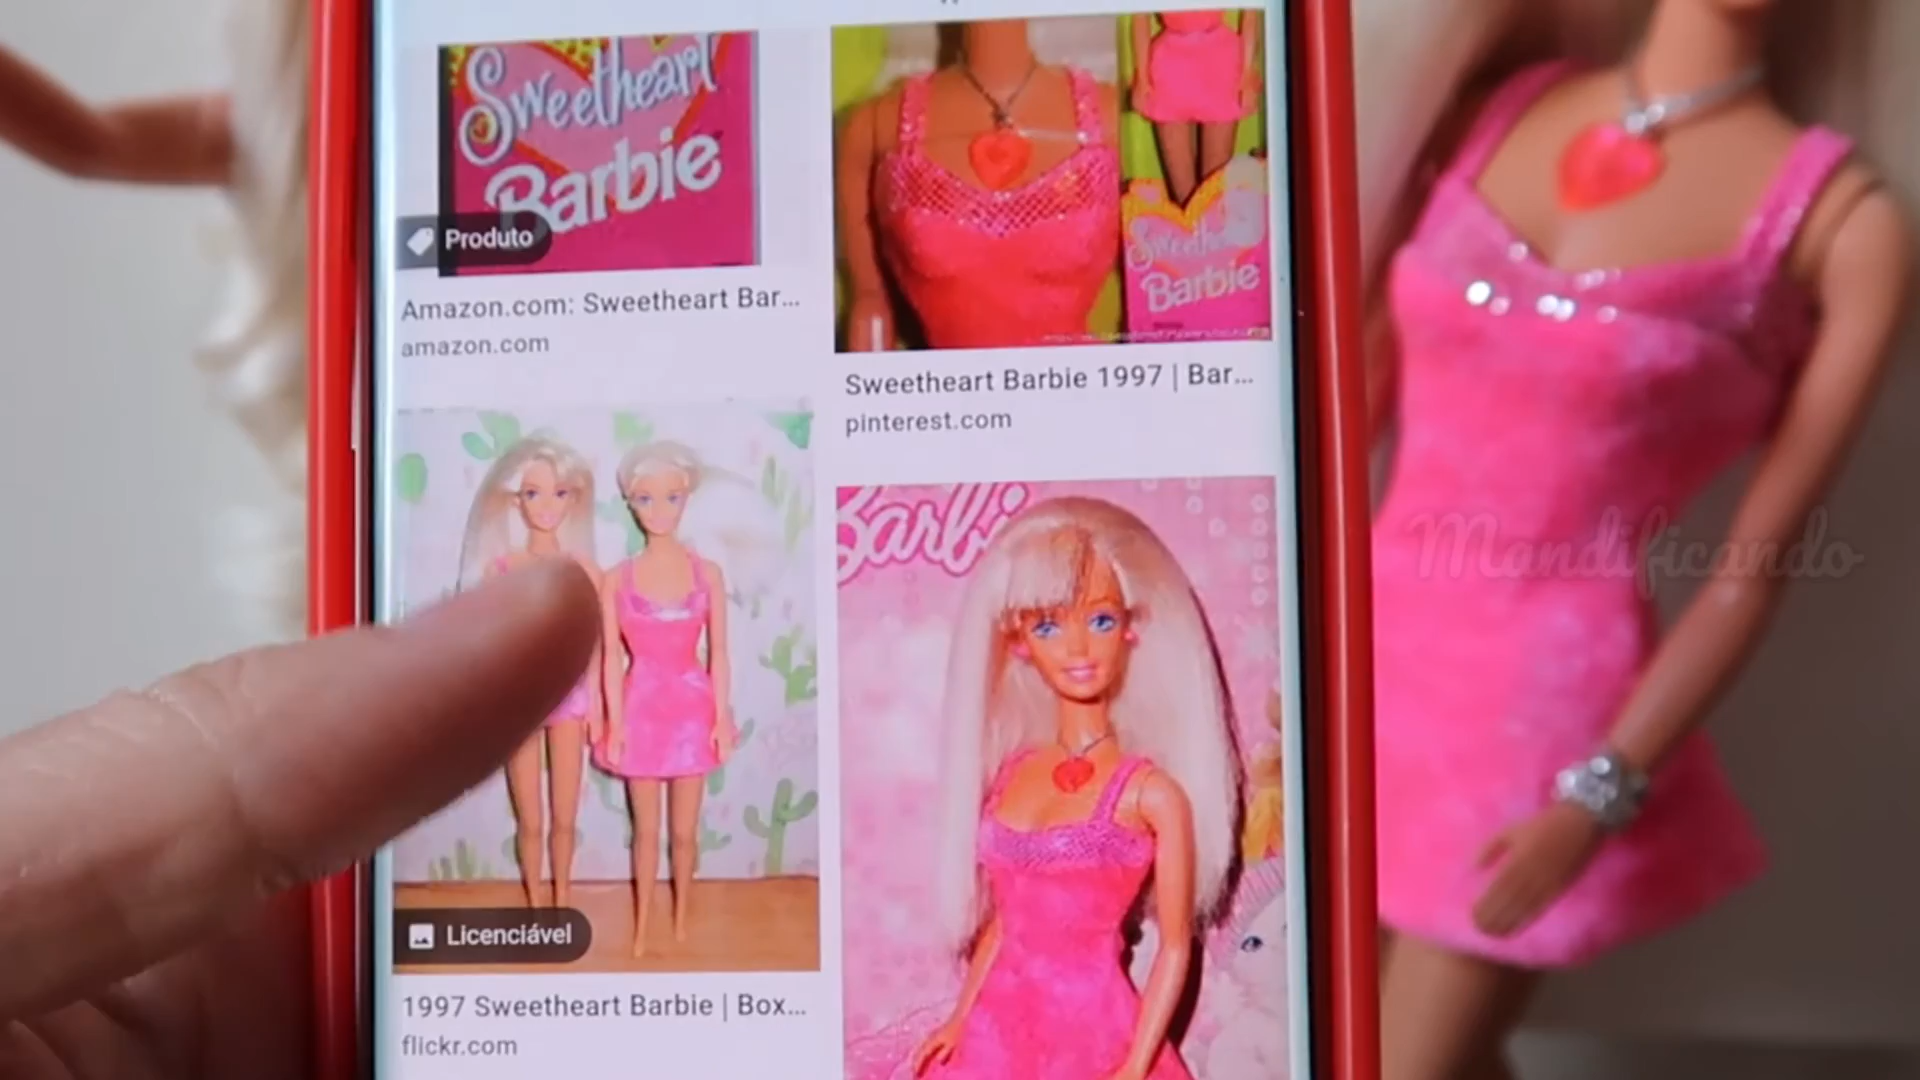 Sweetheart
Barbie
Produto
Amazon.com: Sweetheart Bar...
amazon.com
Sweetheart
Barbie
Sweetheart Barbie 1997 | Bar...
pinterest.com
Licenciável
1997 Sweetheart Barbie | Box...
flickr.com
Barbi
Mandificando